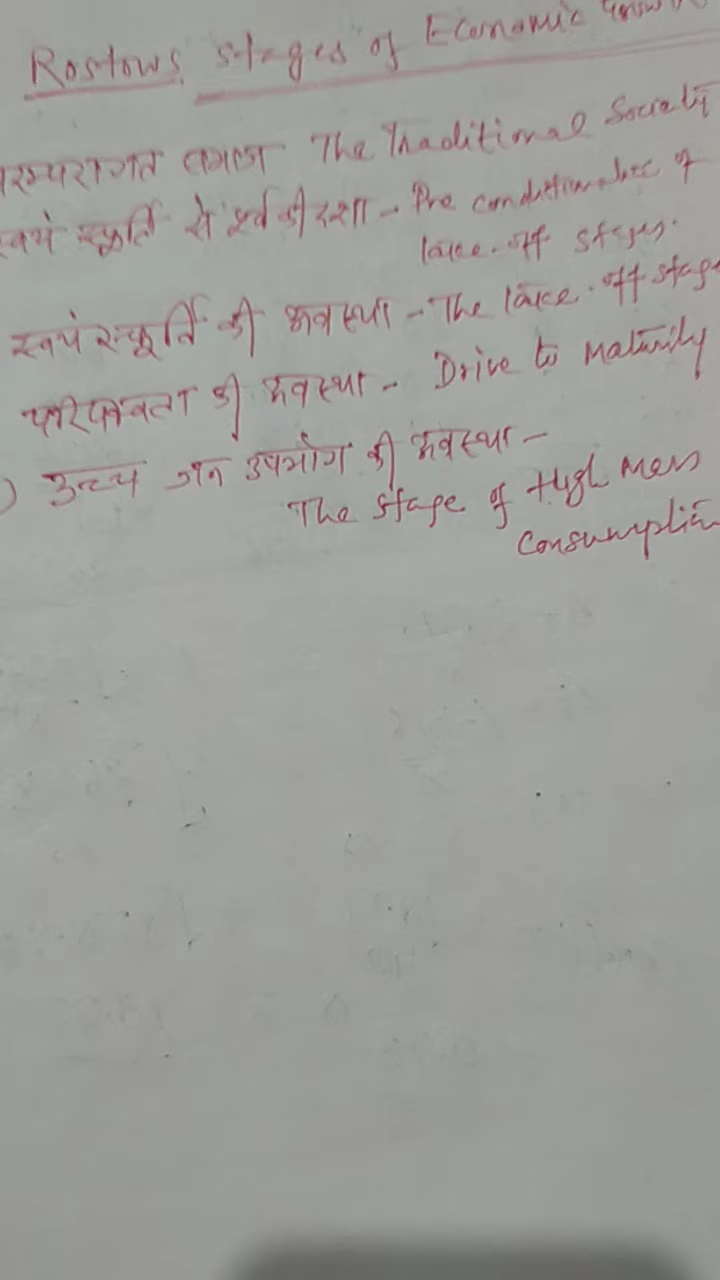 Rostows stages of Economic
परम्परागत समाज The Traditional Society
स्वयं स्फूर्ति से पूर्व की दशा - Pre condition of
take-off stages.
स्वयं स्फूर्ति की अवस्था - The take-off stage
परिपक्वता की अवस्था - Drive to Maturity
उच्च जन उपभोग की अवस्था -
The stage of High Mass
Consumption